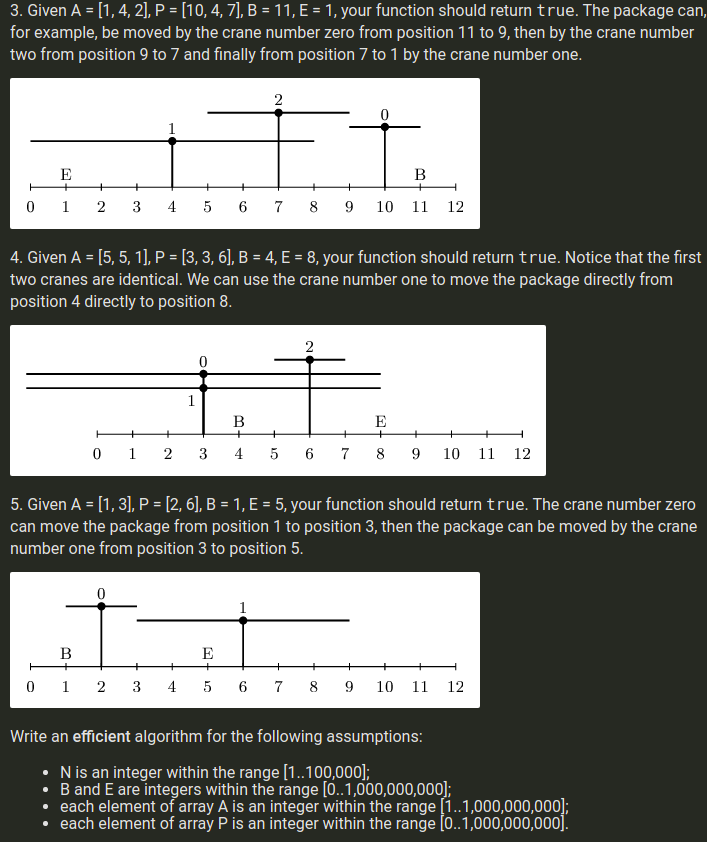 3. Given A = [1, 4, 2], P = [10, 4, 7], B = 11, E = 1, your function should return true. The package can,
for example, be moved by the crane number zero from position 11 to 9, then by the crane number
two from position 9 to 7 and finally from position 7 to 1 by the crane number one.
2
0
1
E B
0 1 2 3 4 5 6 7 8 9 10 11 12
4. Given A = [5, 5, 1], P = [3, 3, 6], B = 4, E = 8, your function should return true. Notice that the first
two cranes are identical. We can use the crane number one to move the package directly from
position 4 directly to position 8.
2
0
1
B E
0 1 2 3 4 5 6 7 8 9 10 11 12
5. Given A = [1, 3], P = [2, 6], B = 1, E = 5, your function should return true. The crane number zero
can move the package from position 1 to position 3, then the package can be moved by the crane
number one from position 3 to position 5.
0
1
B E
0 1 2 3 4 5 6 7 8 9 10 11 12
Write an efficient algorithm for the following assumptions:
• N is an integer within the range [1..100,000];
• B and E are integers within the range [0..1,000,000,000];
• each element of array A is an integer within the range [1..1,000,000,000];
• each element of array P is an integer within the range [0..1,000,000,000].